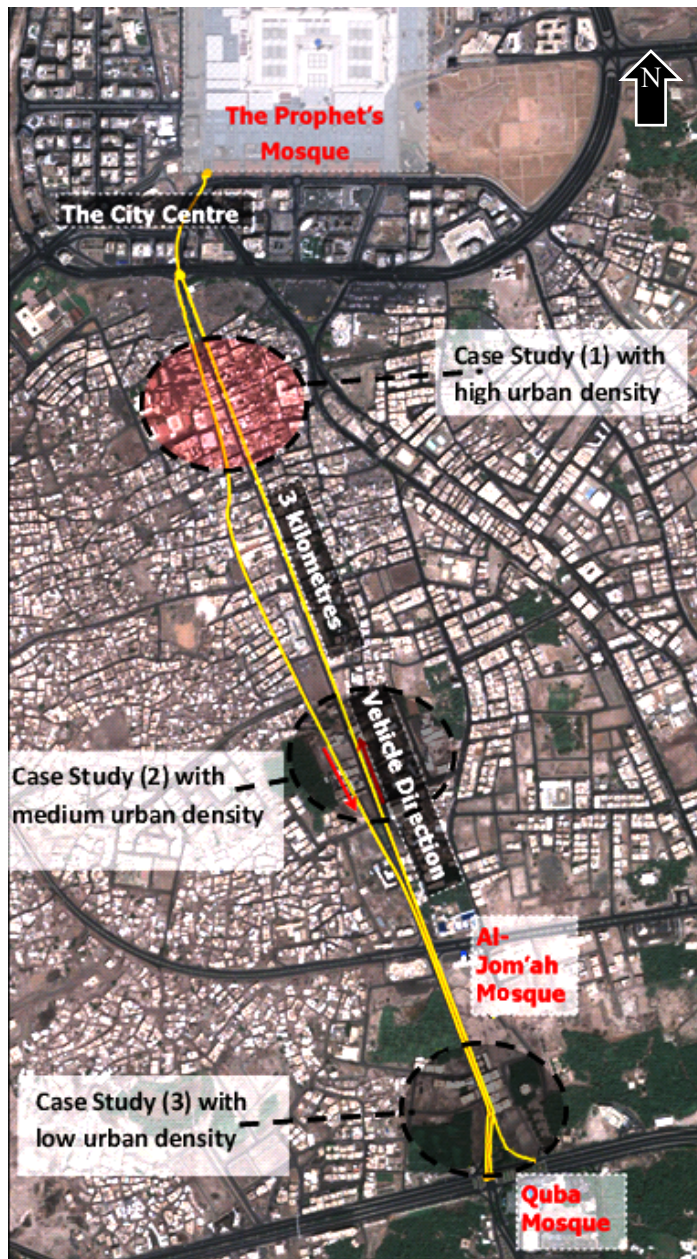 N
The Prophet's
Mosque
The City Centre
Case Study (1) with
high urban density
3 kilometres
Vehicle Direction
Case Study (2) with
medium urban density
Al-
Jom'ah
Mosque
Case Study (3) with
low urban density
Quba
Mosque